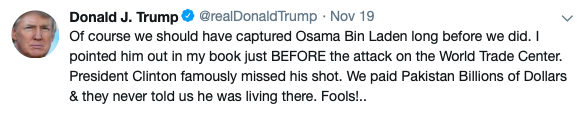 Donald J. Trump @realDonaldTrump · Nov 19
Of course we should have captured Osama Bin Laden long before we did. I
pointed him out in my book just BEFORE the attack on the World Trade Center.
President Clinton famously missed his shot. We paid Pakistan Billions of Dollars
& they never told us he was living there. Fools!..